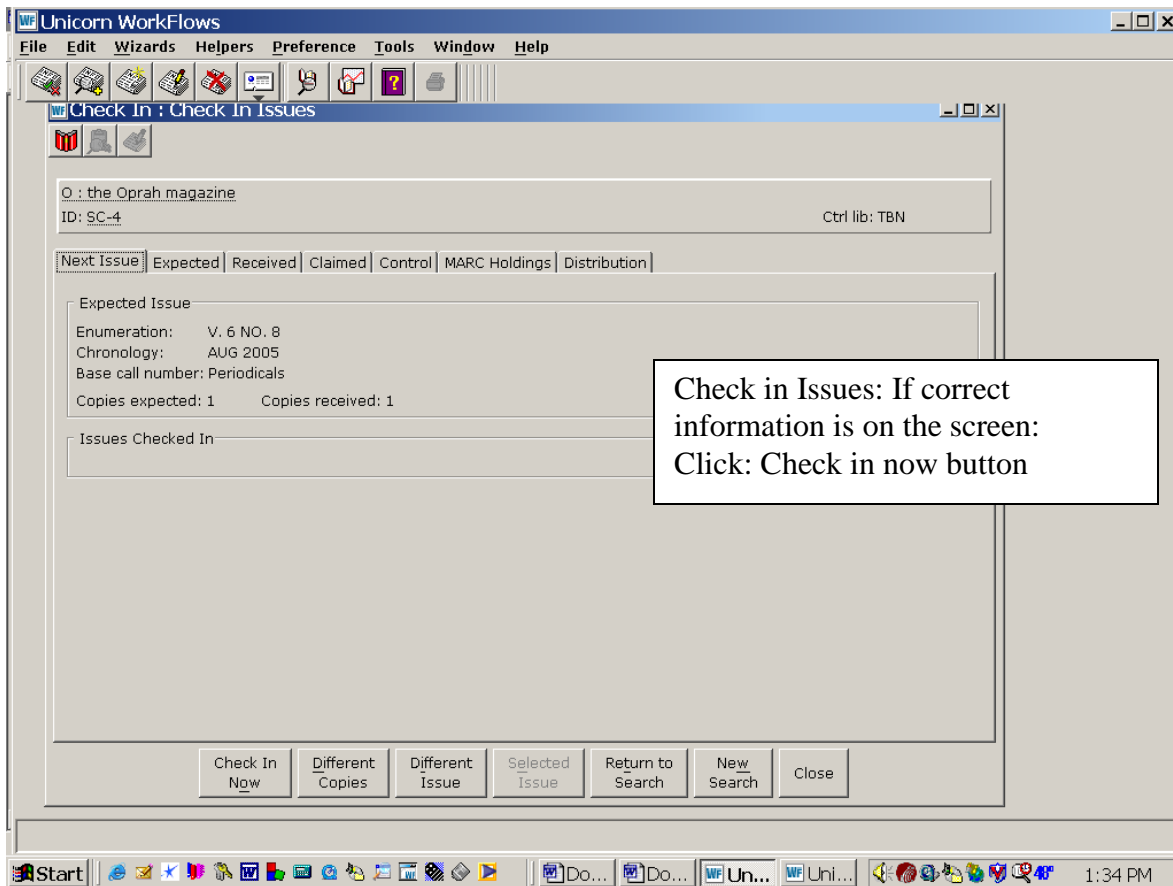 Unicorn WorkFlows
File Edit Wizards Helpers Preference Tools Window Help
Check In : Check In Issues
O : the Oprah magazine
ID: SC-4 Ctrl lib: TBN
Next Issue Expected Received Claimed Control MARC Holdings Distribution
Expected Issue
Enumeration: V. 6 NO. 8
Chronology: AUG 2005
Base call number: Periodicals
Copies expected: 1 Copies received: 1
Issues Checked In
Check in Issues: If correct
information is on the screen:
Click: Check in now button
Check In Now
Different Copies
Different Issue
Selected Issue
Return to Search
New Search
Close
Start Do... Do... Un... Uni... 48° 1:34 PM